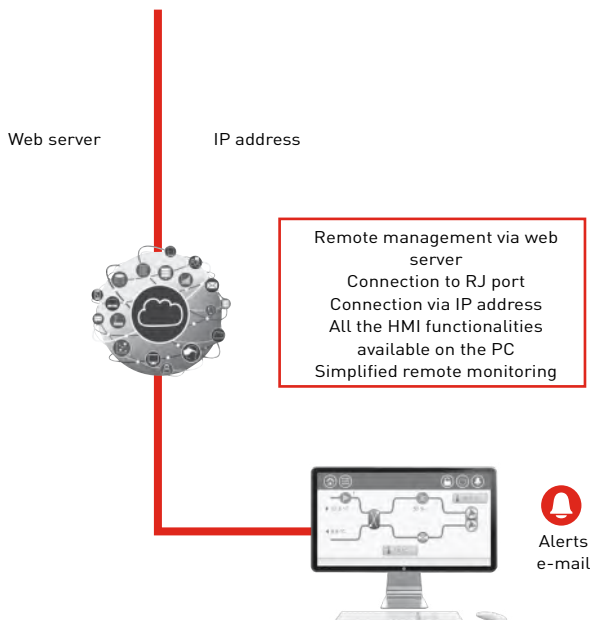 Web server
IP address
Remote management via web
server
Connection to RJ port
Connection via IP address
All the HMI functionalities
available on the PC
Simplified remote monitoring
Alerts
e-mail